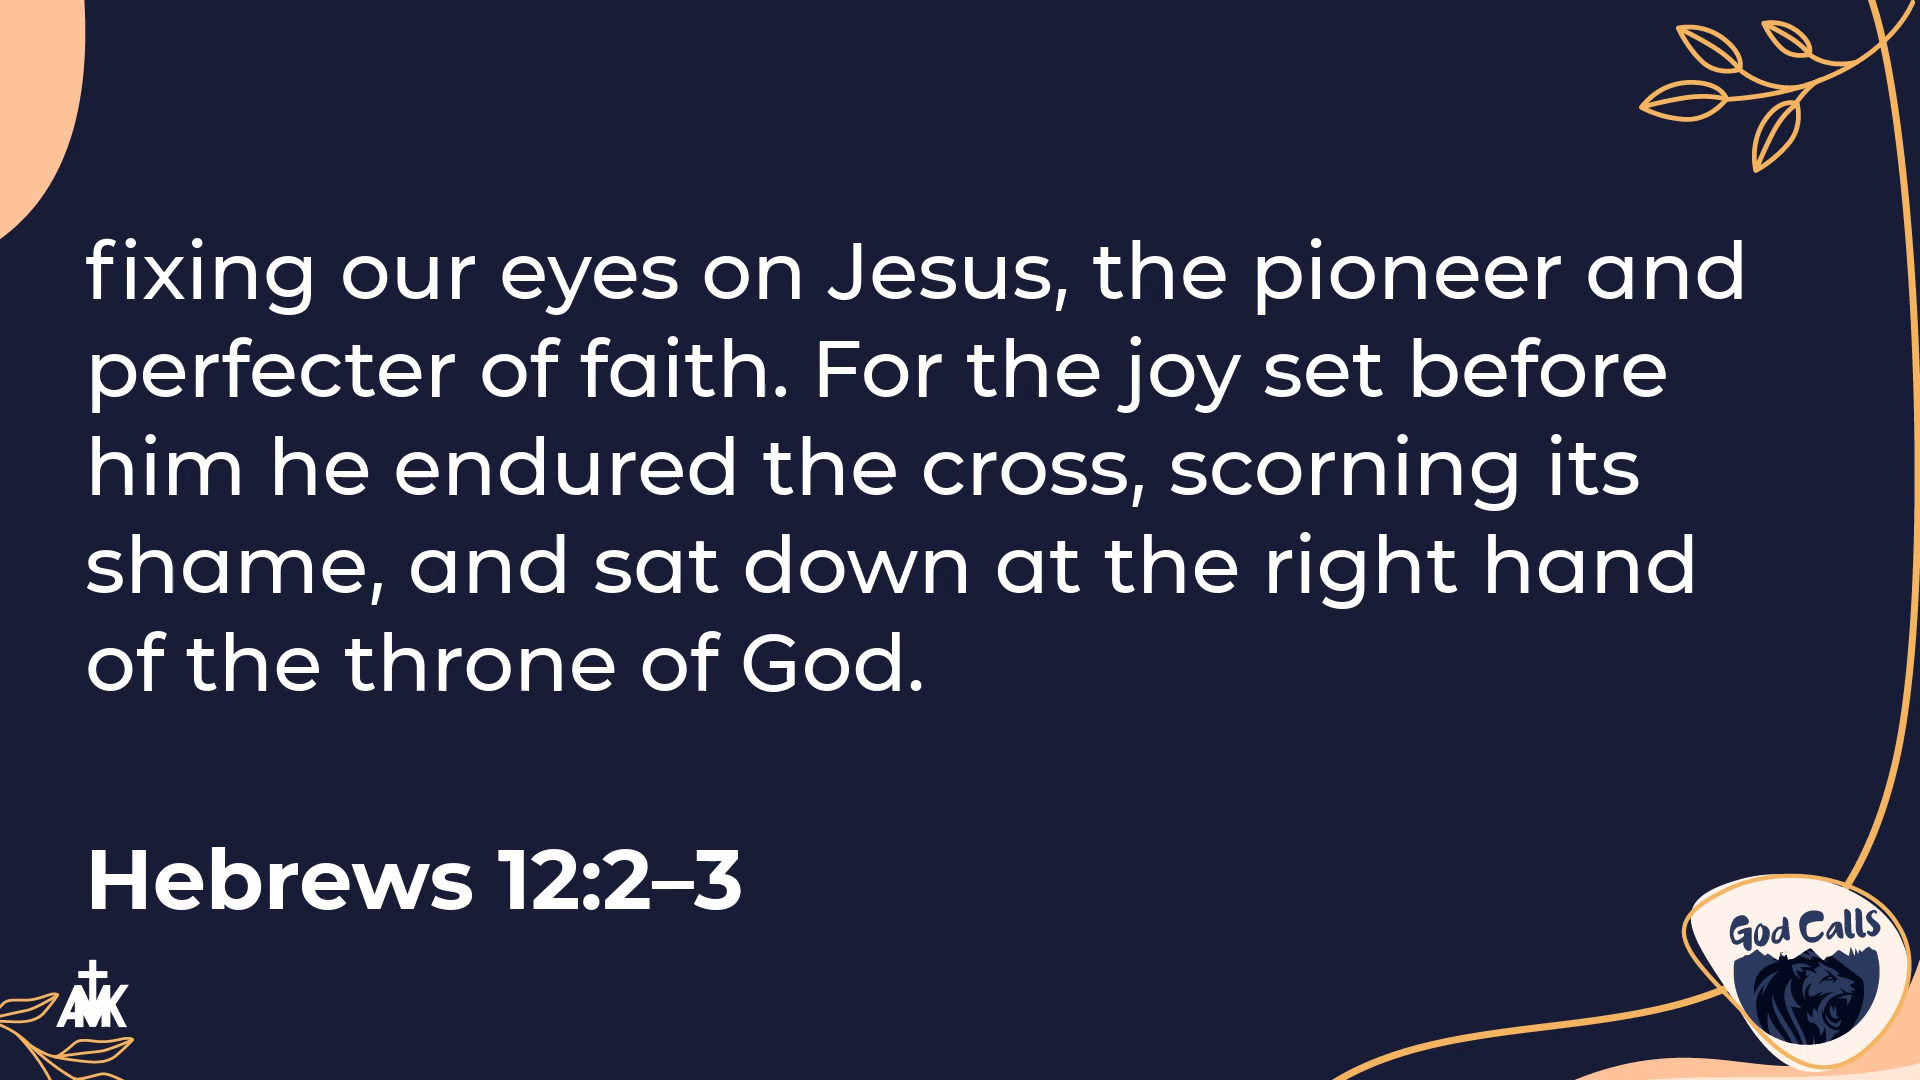 fixing our eyes on Jesus, the pioneer and
perfecter of faith. For the joy set before
him he endured the cross, scorning its
shame, and sat down at the right hand
of the throne of God.
Hebrews 12:2–3
AMK
God Calls